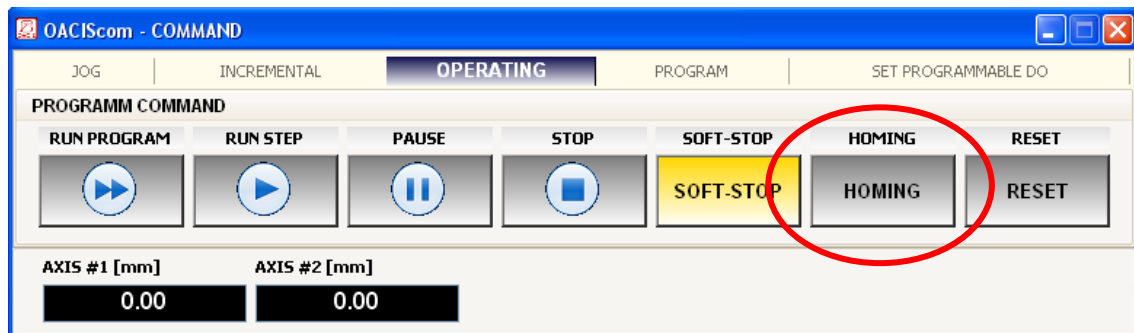 OACIScom - COMMAND
JOG INCREMENTAL OPERATING PROGRAM SET PROGRAMMABLE DO
PROGRAMM COMMAND
RUN PROGRAM RUN STEP PAUSE STOP SOFT-STOP HOMING RESET
SOFT-STOP HOMING RESET
AXIS #1 [mm] AXIS #2 [mm]
0.00 0.00